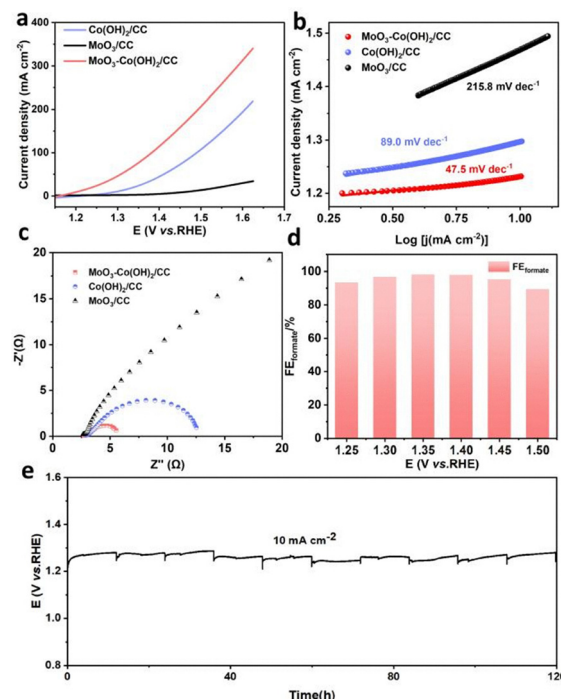 a
Co(OH)₂/CC
MoO₃/CC
MoO₃-Co(OH)₂/CC
Current density (mA cm⁻²)
400
350
300
250
200
150
100
50
0
1.2 1.3 1.4 1.5 1.6 1.7
E (V vs.RHE)
b
MoO₃-Co(OH)₂/CC
Co(OH)₂/CC
MoO₃/CC
215.8 mV dec⁻¹
89.0 mV dec⁻¹
47.5 mV dec⁻¹
Current density (mA cm⁻²)
1.5
1.4
1.3
1.2
0.25 0.50 0.75 1.00
Log [j(mA cm⁻²)]
c
MoO₃-Co(OH)₂/CC
Co(OH)₂/CC
MoO₃/CC
-Z'(Ω)
20
15
10
5
0
0 5 10 15 20
Z'' (Ω)
d
FEformate
FEformate/%
100
80
60
40
20
0
1.25 1.30 1.35 1.40 1.45 1.50
E (V vs.RHE)
e
10 mA cm⁻²
E (V vs.RHE)
1.6
1.4
1.2
1.0
0.8
0 20 40 60 80 100 120
Time(h)